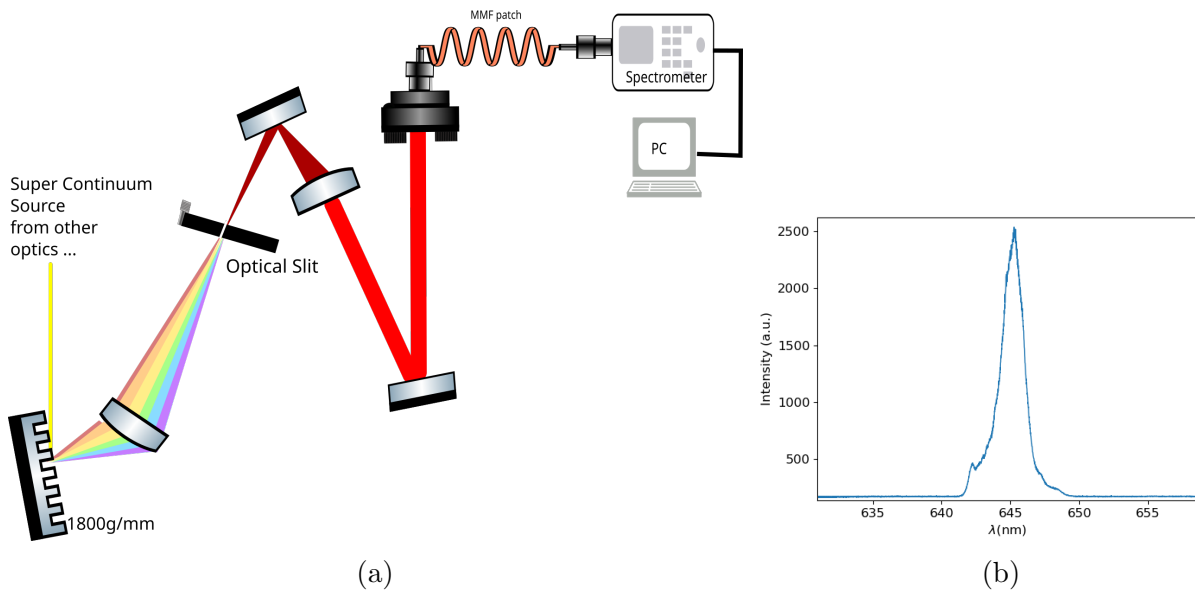 MMF patch
Spectrometer
PC
Super Continuum
Source
from other
optics ...
Optical Slit
1800g/mm
(a)
2500
2000
1500
1000
500
Intensity (a.u.)
635
640
645
650
655
λ(nm)
(b)